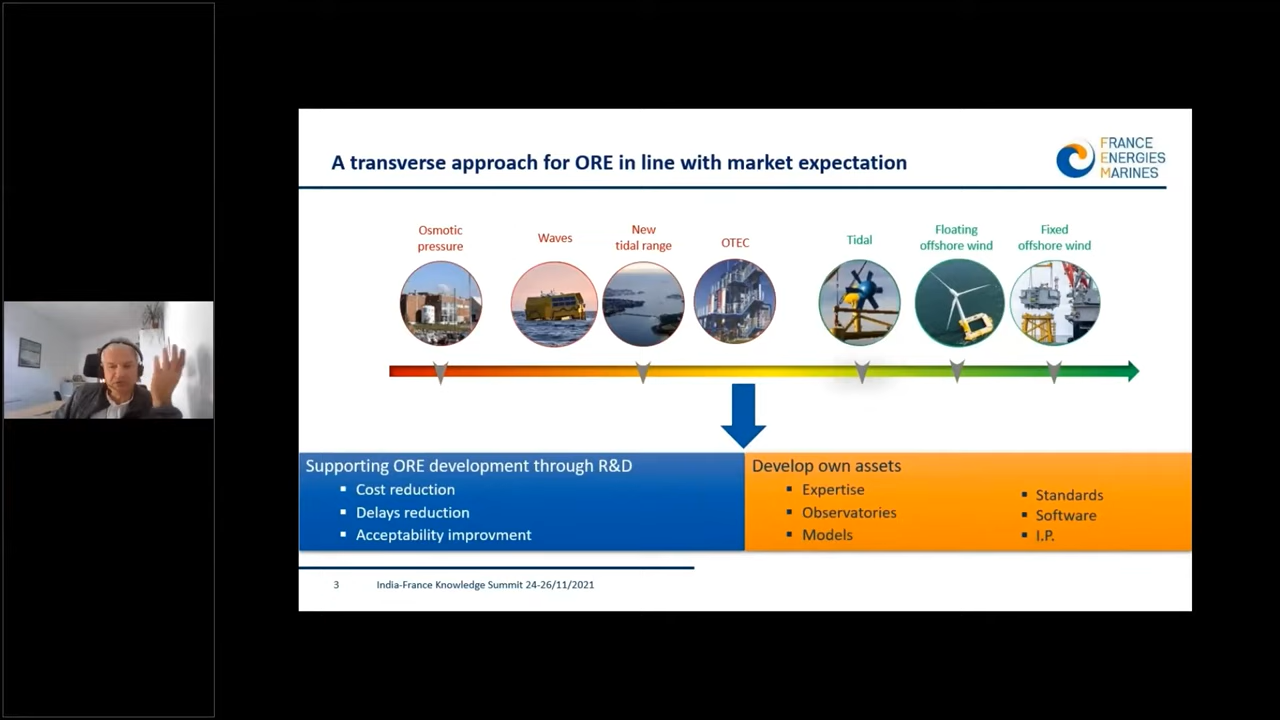 A transverse approach for ORE in line with market expectation
FRANCE
ENERGIES
MARINES
Osmotic
pressure
Waves
New
tidal range
OTEC
Tidal
Floating
offshore wind
Fixed
offshore wind
Supporting ORE development through R&D
▪ Cost reduction
▪ Delays reduction
▪ Acceptability improvment
Develop own assets
▪ Expertise
▪ Observatories
▪ Models
▪ Standards
▪ Software
▪ I.P.
3 India-France Knowledge Summit 24-26/11/2021